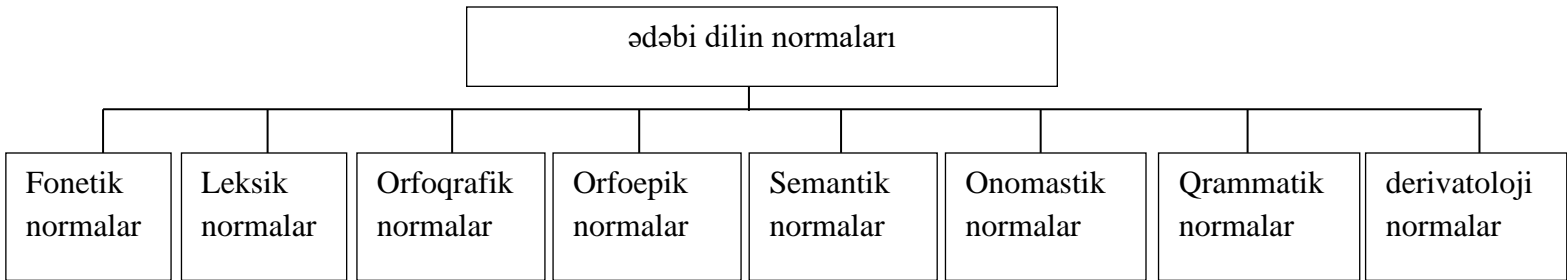 ədəbi dilin normaları
Fonetik
normalar
Leksik
normalar
Orfoqrafik
normalar
Orfoepik
normalar
Semantik
normalar
Onomastik
normalar
Qrammatik
normalar
derivatoloji
normalar